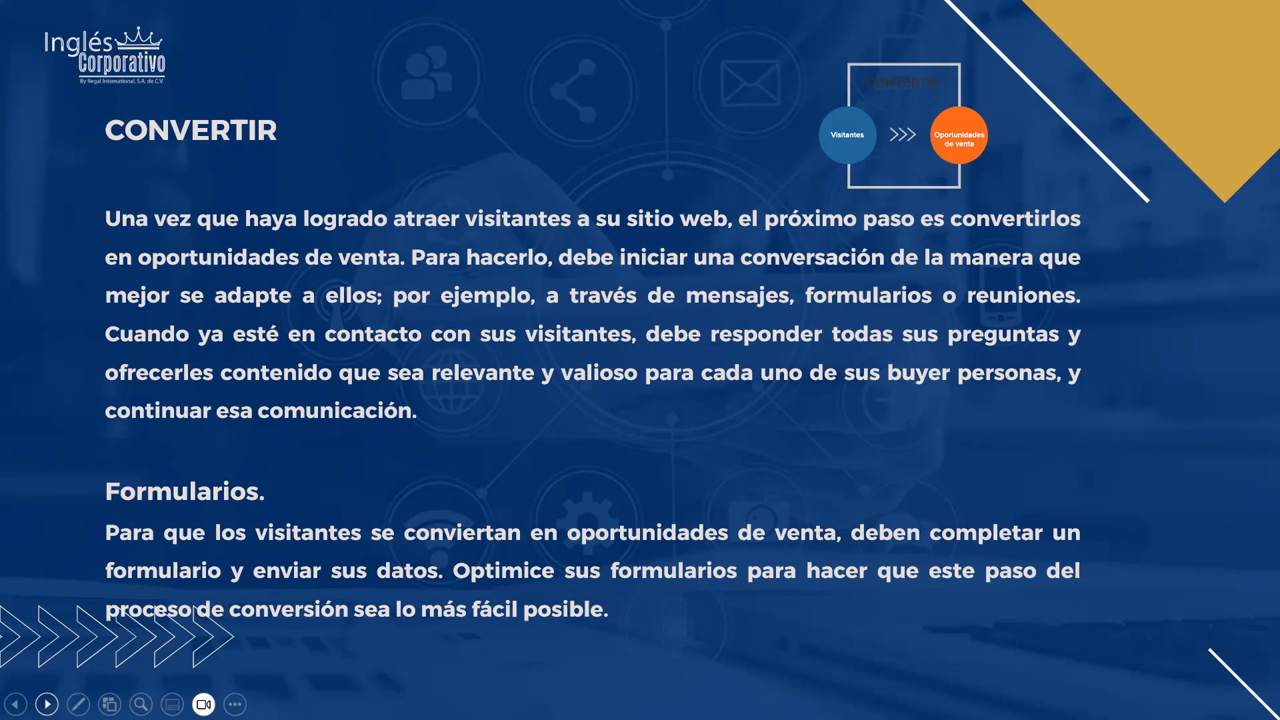 Inglés
Corporativo
By Regal International, S.A. de C.V.
CONVERTIR
CONVERTIR
Visitantes
Oportunidades
de venta
Una vez que haya logrado atraer visitantes a su sitio web, el próximo paso es convertirlos
en oportunidades de venta. Para hacerlo, debe iniciar una conversación de la manera que
mejor se adapte a ellos; por ejemplo, a través de mensajes, formularios o reuniones.
Cuando ya esté en contacto con sus visitantes, debe responder todas sus preguntas y
ofrecerles contenido que sea relevante y valioso para cada uno de sus buyer personas, y
continuar esa comunicación.
Formularios.
Para que los visitantes se conviertan en oportunidades de venta, deben completar un
formulario y enviar sus datos. Optimice sus formularios para hacer que este paso del
proceso de conversión sea lo más fácil posible.